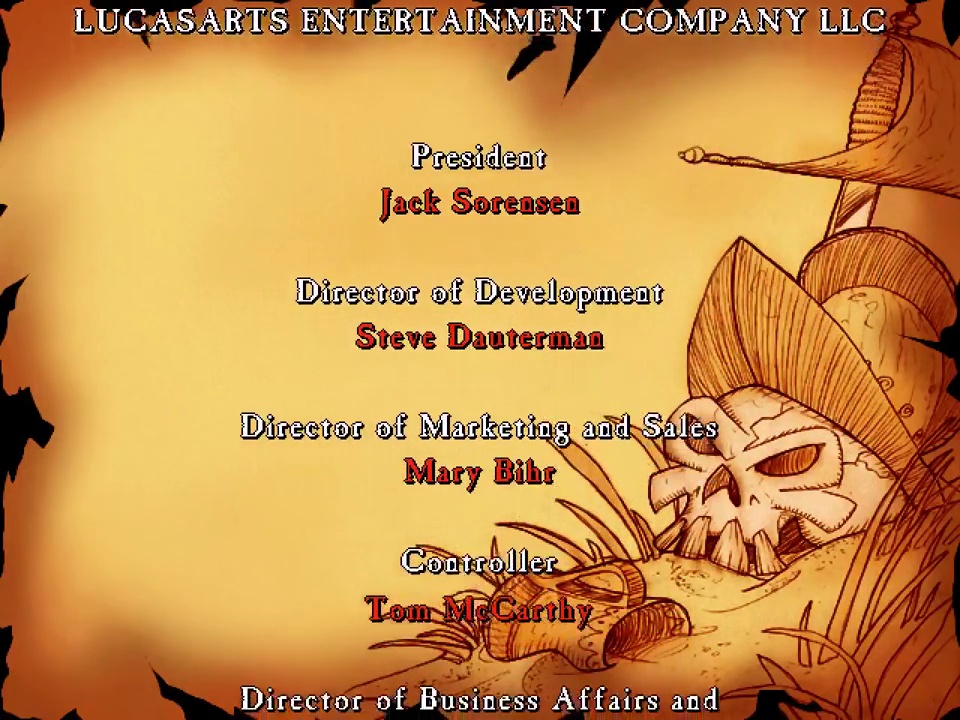 LUCASARTS ENTERTAINMENT COMPANY LLC
President
Jack Sorensen
Director of Development
Steve Dauterman
Director of Marketing and Sales
Mary Bihr
Controller
Tom McCarthy
Director of Business Affairs and